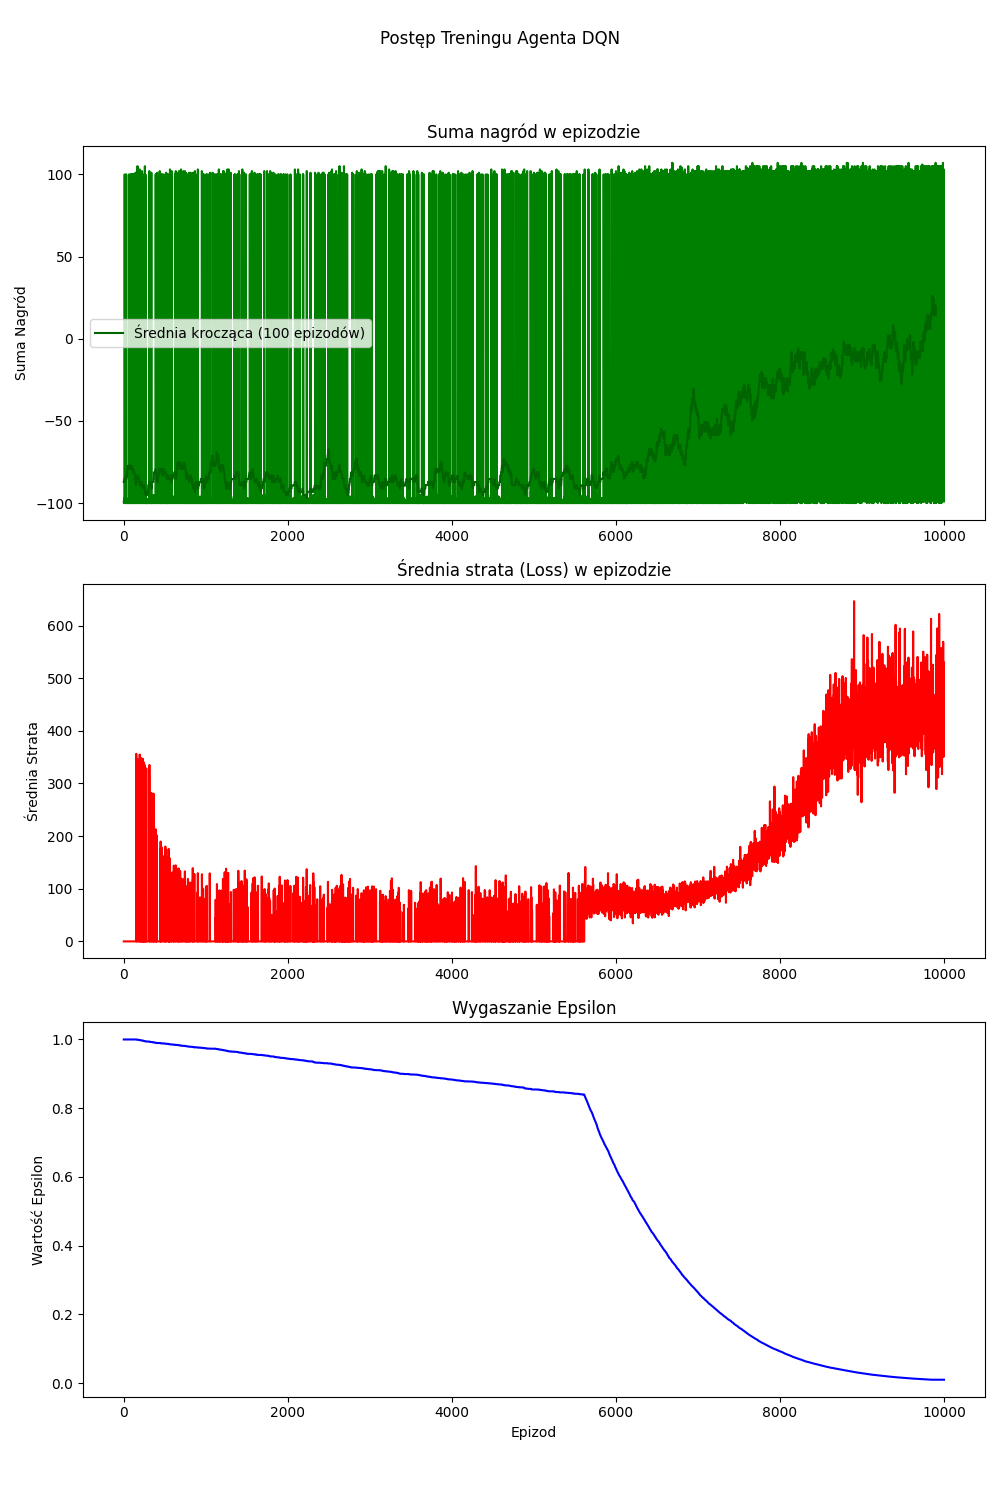 Postęp Treningu Agenta DQN
Suma nagród w epizodzie
Suma Nagród
100
50
0
−50
−100
Średnia krocząca (100 epizodów)
0 2000 4000 6000 8000 10000
Średnia strata (Loss) w epizodzie
Średnia Strata
600
500
400
300
200
100
0
0 2000 4000 6000 8000 10000
Wygaszanie Epsilon
Wartość Epsilon
1.0
0.8
0.6
0.4
0.2
0.0
0 2000 4000 6000 8000 10000
Epizod